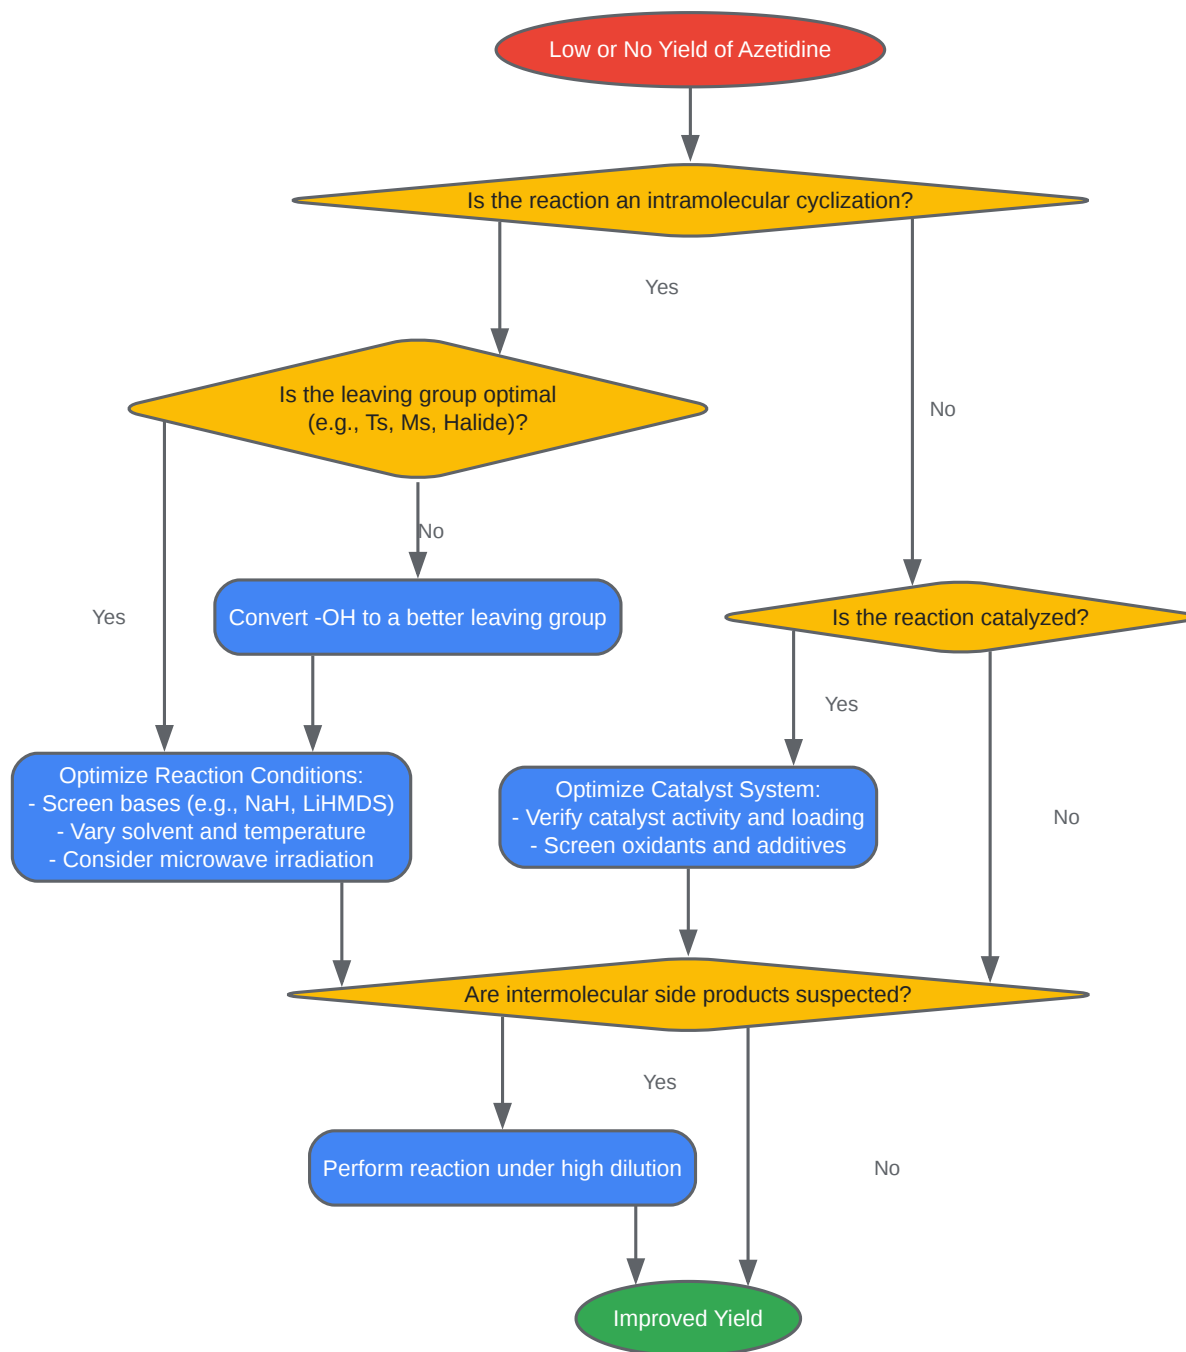 Low or No Yield of Azetidine
Is the reaction an intramolecular cyclization?
Yes
Is the leaving group optimal
(e.g., Ts, Ms, Halide)?
No
No
Yes
Convert -OH to a better leaving group
Is the reaction catalyzed?
Yes
Optimize Reaction Conditions:
- Screen bases (e.g., NaH, LiHMDS)
- Vary solvent and temperature
- Consider microwave irradiation
Optimize Catalyst System:
- Verify catalyst activity and loading
- Screen oxidants and additives
No
Are intermolecular side products suspected?
Yes
Perform reaction under high dilution
No
Improved Yield